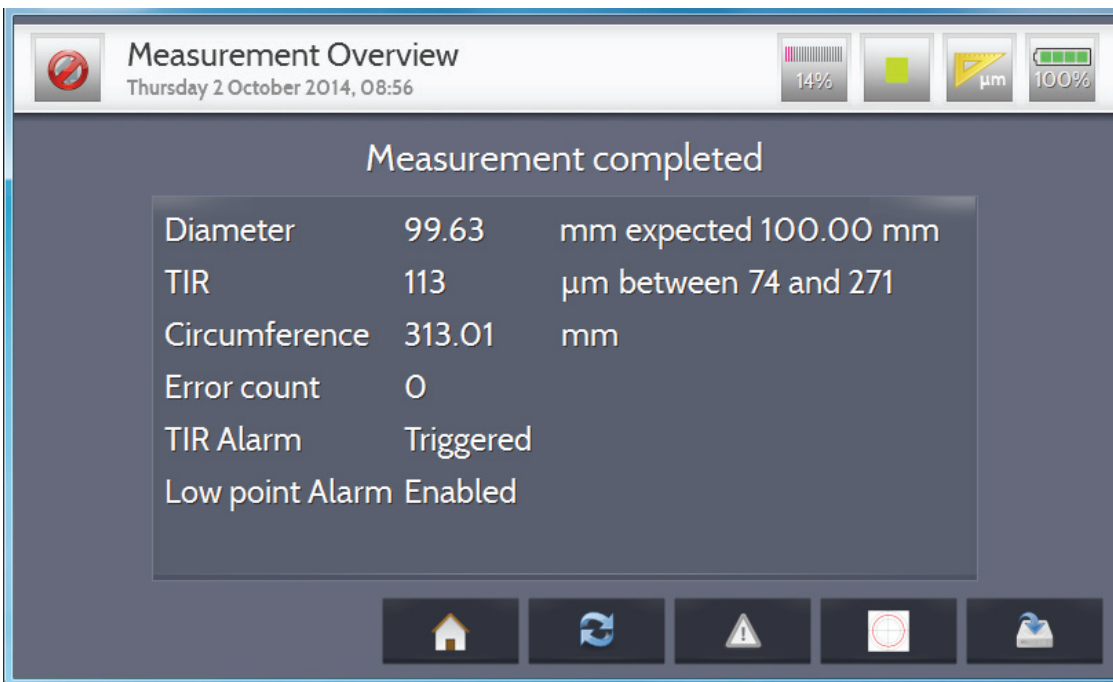 Measurement Overview
Thursday 2 October 2014, 08:56
14%
µm
100%
Measurement completed
Diameter 99.63 mm expected 100.00 mm
TIR 113 µm between 74 and 271
Circumference 313.01 mm
Error count 0
TIR Alarm Triggered
Low point Alarm Enabled